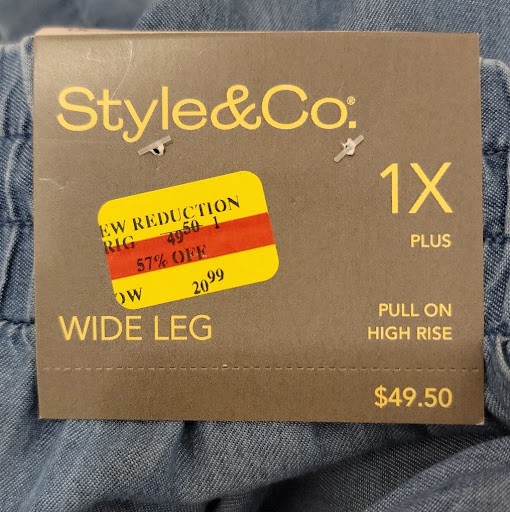 Style&Co.®
1X
PLUS
EW REDUCTION
RIG 4950 1
57% OFF
OW 2099
WIDE LEG
PULL ON
HIGH RISE
$49.50